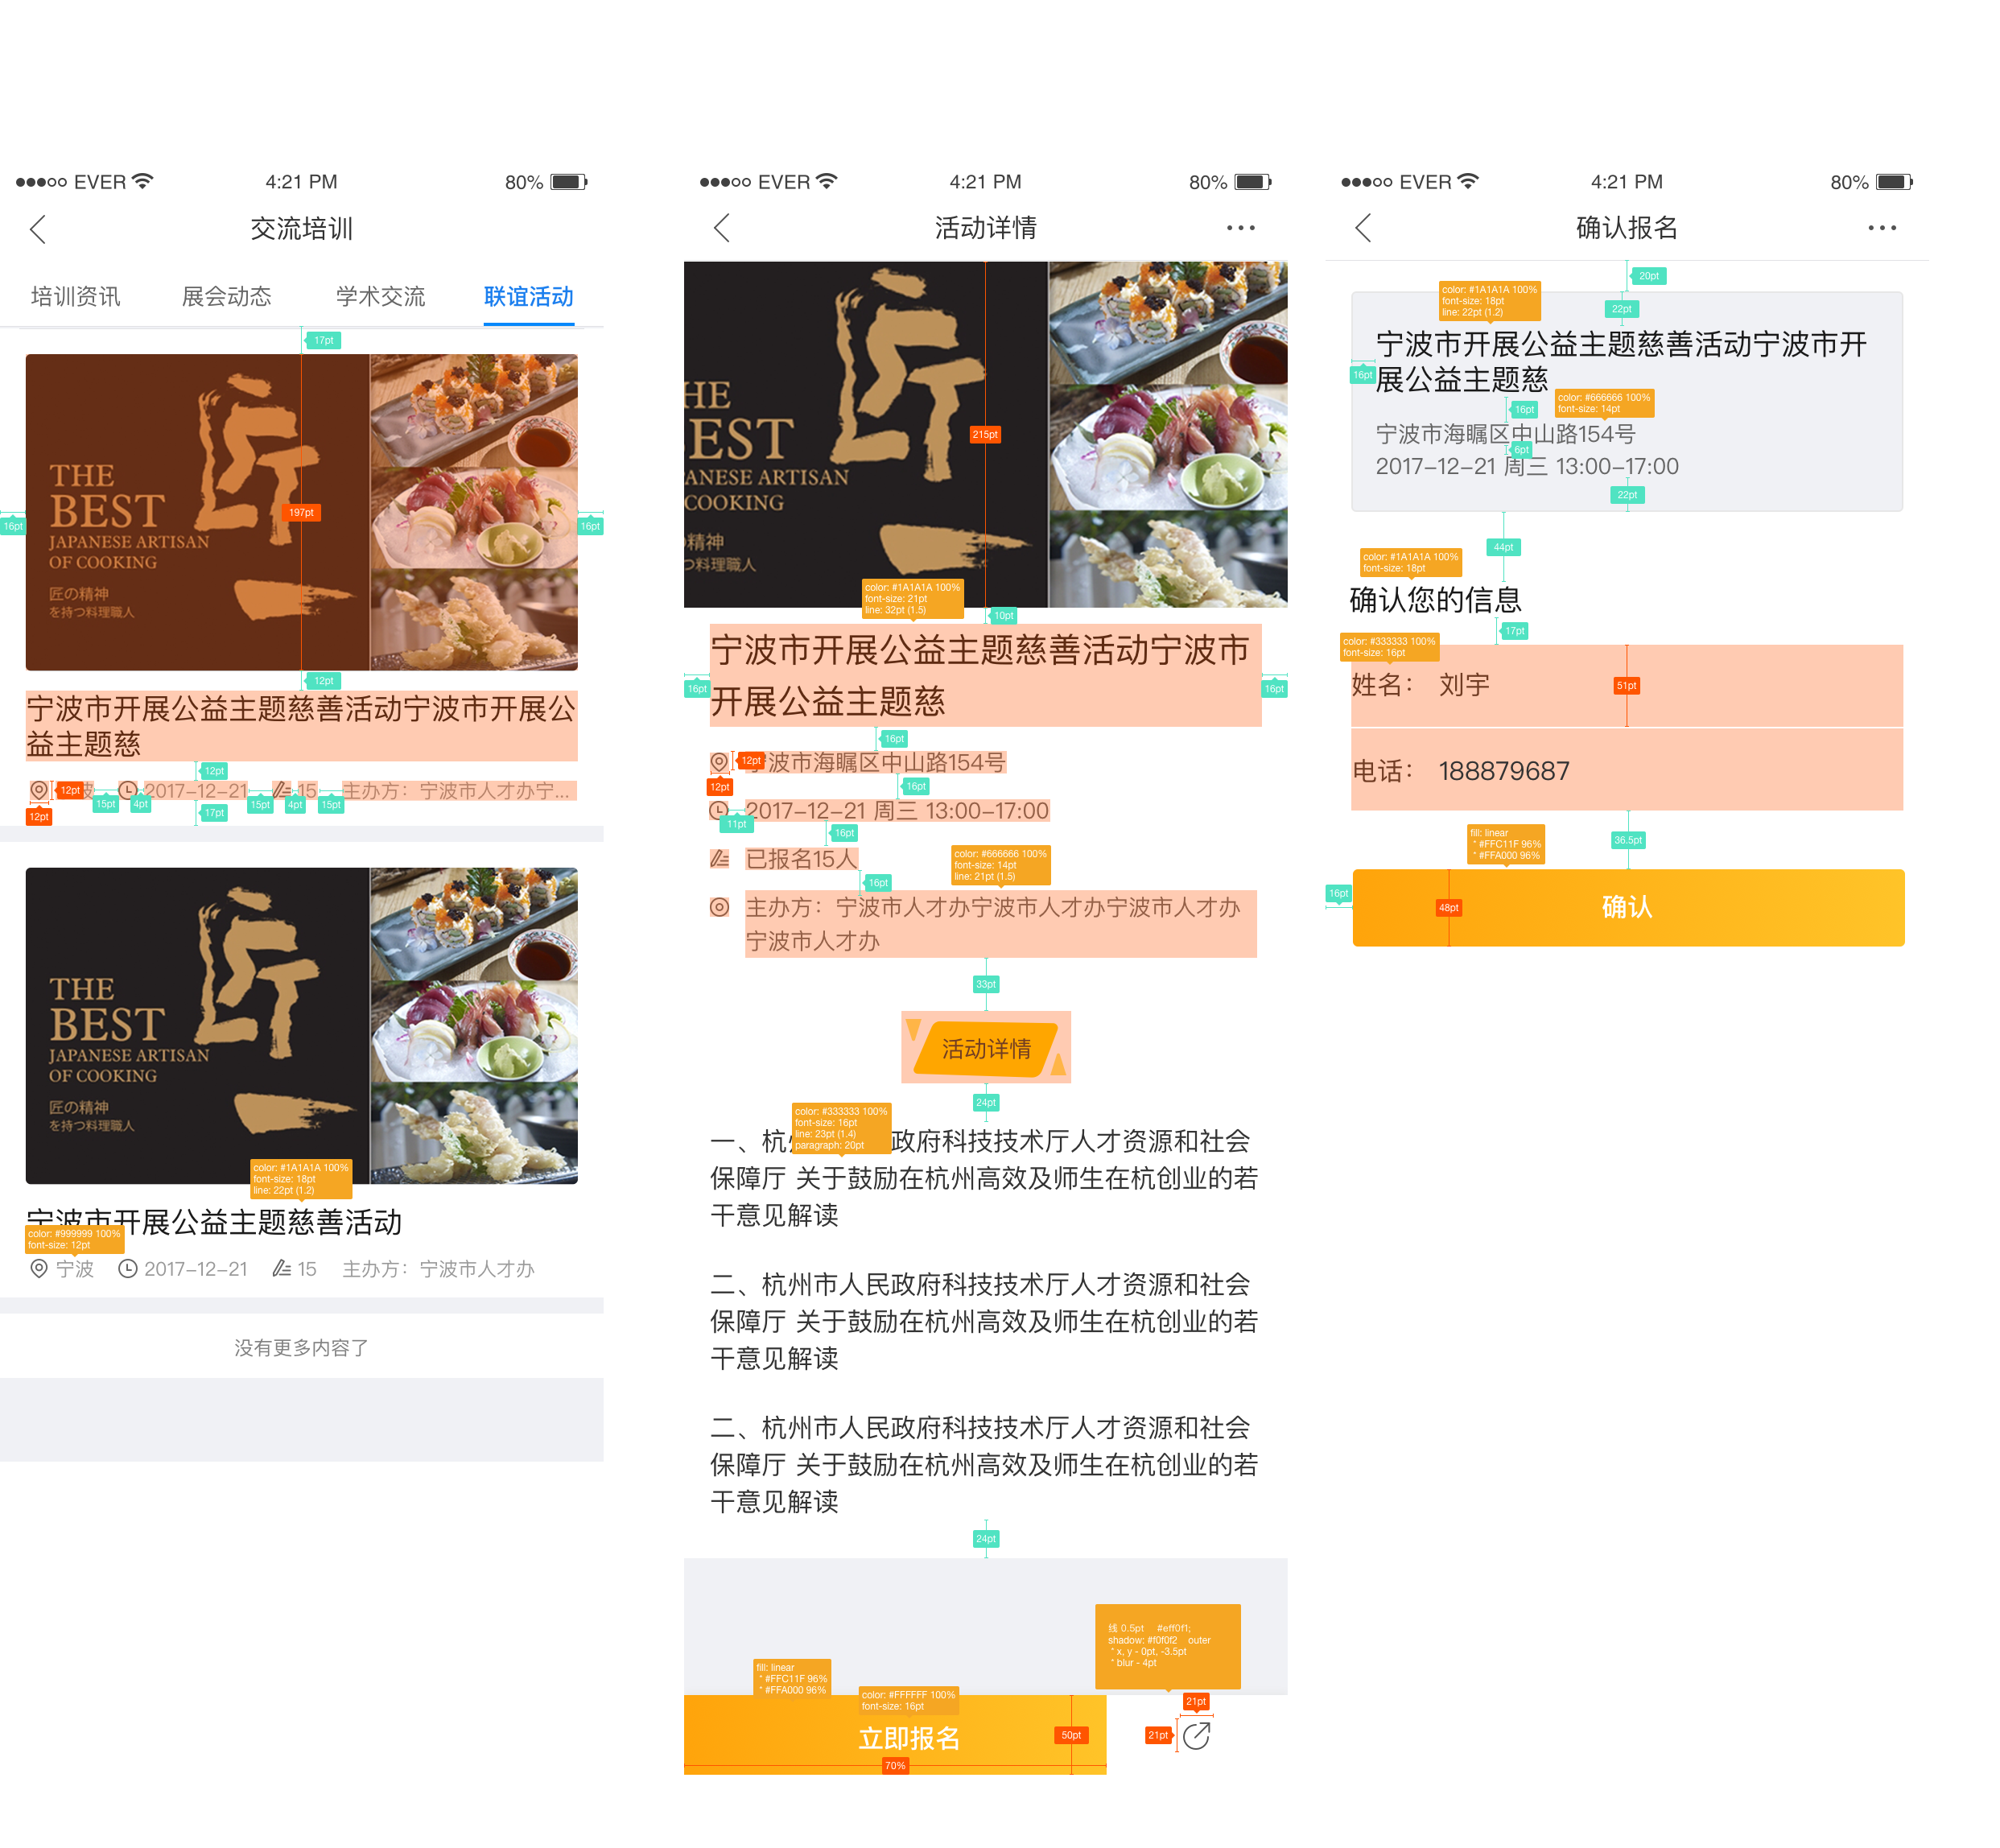 EVER 4:21 PM 80%
交流培训
培训资讯 展会动态 学术交流 联谊活动
17pt
THE
BEST
JAPANESE ARTISAN
OF COOKING
匠の精神
を持つ料理職人
197pt
16pt
16pt
12pt
宁波市开展公益主题慈善活动宁波市开展公
益主题慈
12pt
12pt 2017-12-21 15 主办方：宁波市人才办宁...
15pt 4pt 15pt 4pt 15pt
12pt
17pt
THE
BEST
JAPANESE ARTISAN
OF COOKING
匠の精神
を持つ料理職人
color: #1A1A1A 100%
font-size: 18pt
line: 22pt (1.2)
宁波市开展公益主题慈善活动
color: #999999 100%
font-size: 12pt
宁波 2017-12-21 15 主办方：宁波市人才办
没有更多内容了
EVER 4:21 PM 80%
活动详情
HE
EST
ANESE ARTISAN
COOKING
精神
つ料理職人
215pt
color: #1A1A1A 100%
font-size: 21pt
line: 32pt (1.5)
10pt
宁波市开展公益主题慈善活动宁波市
开展公益主题慈
16pt
16pt
16pt
12pt 波市海瞩区中山路154号
12pt
16pt
2017-12-21 周三 13:00-17:00
11pt
16pt
已报名15人
color: #666666 100%
font-size: 14pt
line: 21pt (1.5)
16pt
主办方：宁波市人才办宁波市人才办宁波市人才办
宁波市人才办
33pt
活动详情
24pt
color: #333333 100%
font-size: 16pt
line: 23pt (1.4)
paragraph: 20pt
一、杭 政府科技技术厅人才资源和社会
保障厅 关于鼓励在杭州高效及师生在杭创业的若
干意见解读
二、杭州市人民政府科技技术厅人才资源和社会
保障厅 关于鼓励在杭州高效及师生在杭创业的若
干意见解读
二、杭州市人民政府科技技术厅人才资源和社会
保障厅 关于鼓励在杭州高效及师生在杭创业的若
干意见解读
24pt
线 0.5pt #eff0f1;
shadow: #f0f0f2 outer
* x, y - 0pt, -3.5pt
* blur - 4pt
fill: linear
* #FFC11F 96%
* #FFA000 96%
color: #FFFFFF 100%
font-size: 16pt
立即报名
50pt
70%
21pt
21pt
EVER 4:21 PM 80%
确认报名
20pt
color: #1A1A1A 100%
font-size: 18pt
line: 22pt (1.2)
22pt
宁波市开展公益主题慈善活动宁波市开
展公益主题慈
16pt
color: #666666 100%
font-size: 14pt
16pt
宁波市海瞩区中山路154号
6pt
2017-12-21 周三 13:00-17:00
22pt
44pt
color: #1A1A1A 100%
font-size: 18pt
确认您的信息
17pt
color: #333333 100%
font-size: 16pt
姓名： 刘宇
51pt
电话： 188879687
fill: linear
* #FFC11F 96%
* #FFA000 96%
36.5pt
16pt
48pt
确认